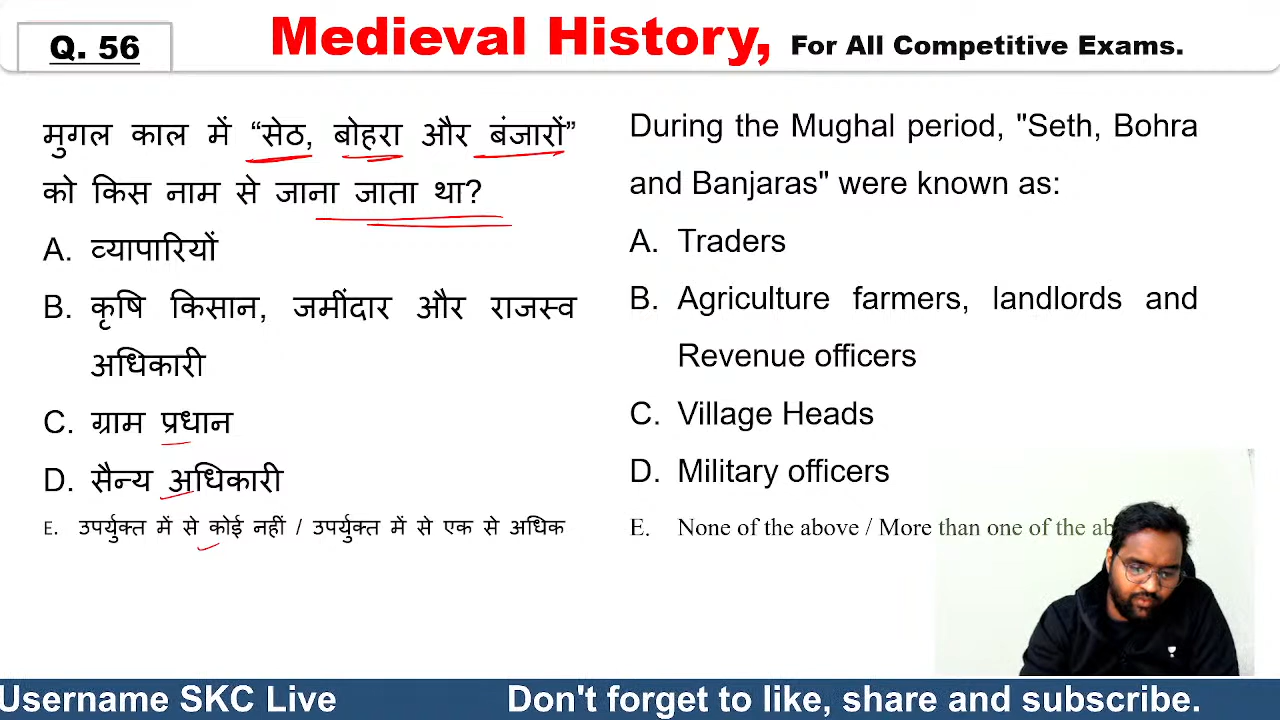 Q. 56
Medieval History, For All Competitive Exams.
मुगल काल में “सेठ, बोहरा और बंजारों”
को किस नाम से जाना जाता था?
A. व्यापारियों
B. कृषि किसान, जमींदार और राजस्व
अधिकारी
C. ग्राम प्रधान
D. सैन्य अधिकारी
E. उपर्युक्त में से कोई नहीं / उपर्युक्त में से एक से अधिक
During the Mughal period, "Seth, Bohra
and Banjaras" were known as:
A. Traders
B. Agriculture farmers, landlords and
Revenue officers
C. Village Heads
D. Military officers
E. None of the above / More than one of the
Username SKC Live
Don't forget to like, share and subscribe.